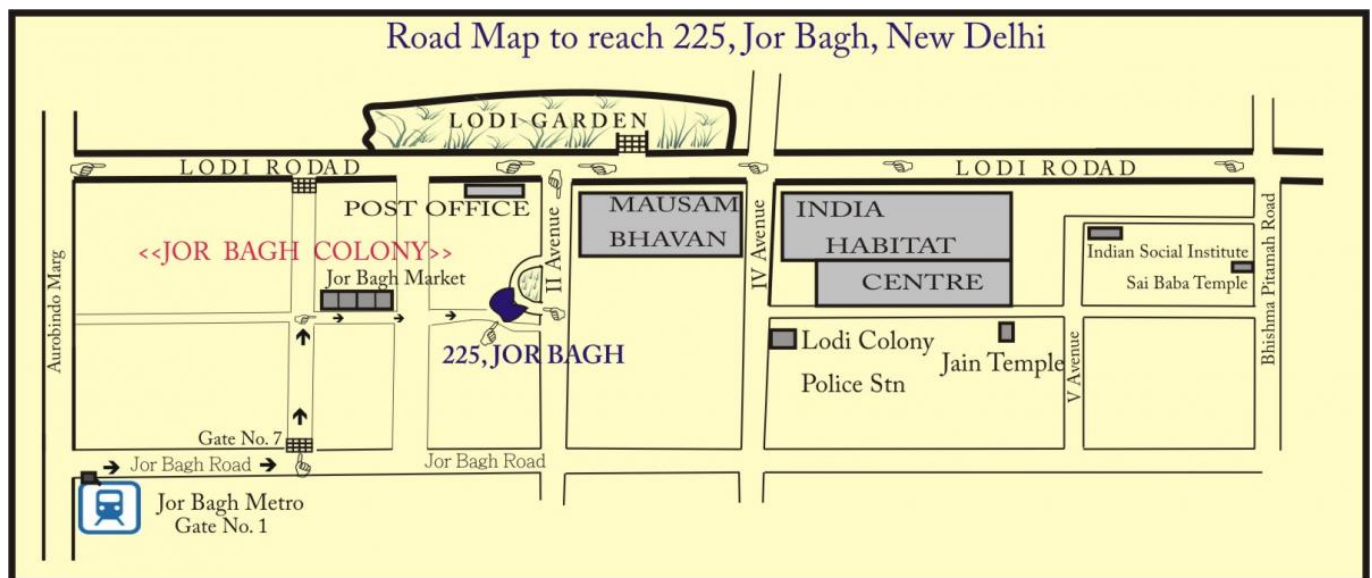 Road Map to reach 225, Jor Bagh, New Delhi
LODI GARDEN
LODI RODAD
LODI RODAD
POST OFFICE
MAUSAM
BHAVAN
INDIA
HABITAT
CENTRE
<<JOR BAGH COLONY>>
Jor Bagh Market
II Avenue
IV Avenue
Indian Social Institute
Sai Baba Temple
Aurobindo Marg
Bhishma Pitamah Road
225, JOR BAGH
Lodi Colony
Police Stn
Jain Temple
V Avenue
Gate No. 7
Jor Bagh Road
Jor Bagh Road
Jor Bagh Metro
Gate No. 1